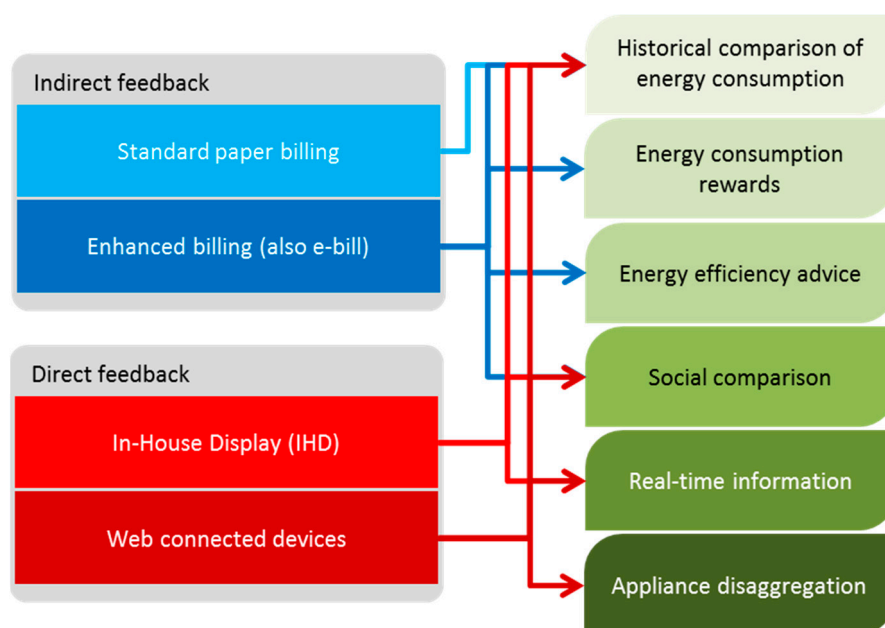 Indirect feedback
Standard paper billing
Enhanced billing (also e-bill)
Direct feedback
In-House Display (IHD)
Web connected devices
Historical comparison of
energy consumption
Energy consumption
rewards
Energy efficiency advice
Social comparison
Real-time information
Appliance disaggregation